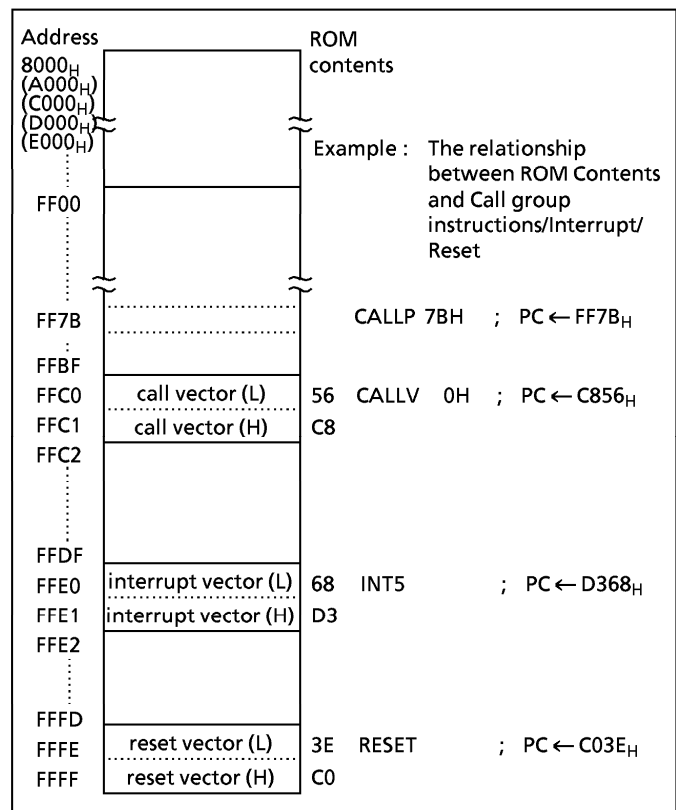 Address ROM
8000H contents
(A000H)
(C000H)
(D000H)
(E000H)
Example : The relationship
between ROM Contents
and Call group
instructions/Interrupt/
Reset
FF00
FF7B CALLP 7BH ; PC ← FF7BH
FFBF
FFC0 call vector (L) 56 CALLV 0H ; PC ← C856H
FFC1 call vector (H) C8
FFC2
FFDF
FFE0 interrupt vector (L) 68 INT5 ; PC ← D368H
FFE1 interrupt vector (H) D3
FFE2
FFFD
FFFE reset vector (L) 3E RESET ; PC ← C03EH
FFFF reset vector (H) C0